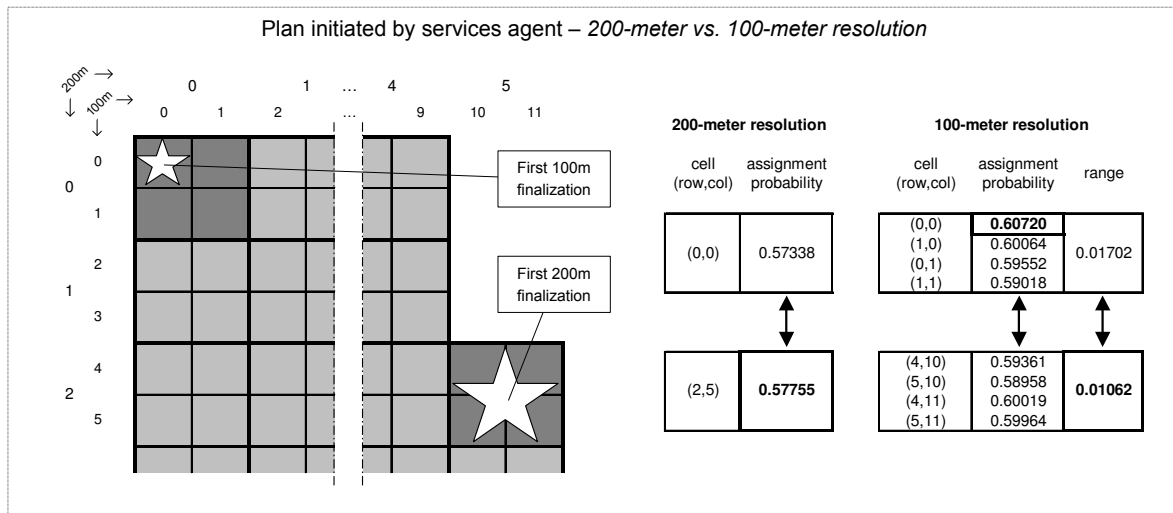 Plan initiated by services agent – 200-meter vs. 100-meter resolution
200m
100m
0 1 ... 4 5
0 1 2 ... 9 10 11
0
0
1
2
1
3
4
2
5
First 100m
finalization
First 200m
finalization
200-meter resolution
cell
(row,col)
assignment
probability
(0,0) 0.57338
(2,5) 0.57755
100-meter resolution
cell
(row,col)
assignment
probability
range
(0,0) 0.60720
(1,0) 0.60064
(0,1) 0.59552
(1,1) 0.59018
0.01702
(4,10) 0.59361
(5,10) 0.58958
(4,11) 0.60019
(5,11) 0.59964
0.01062